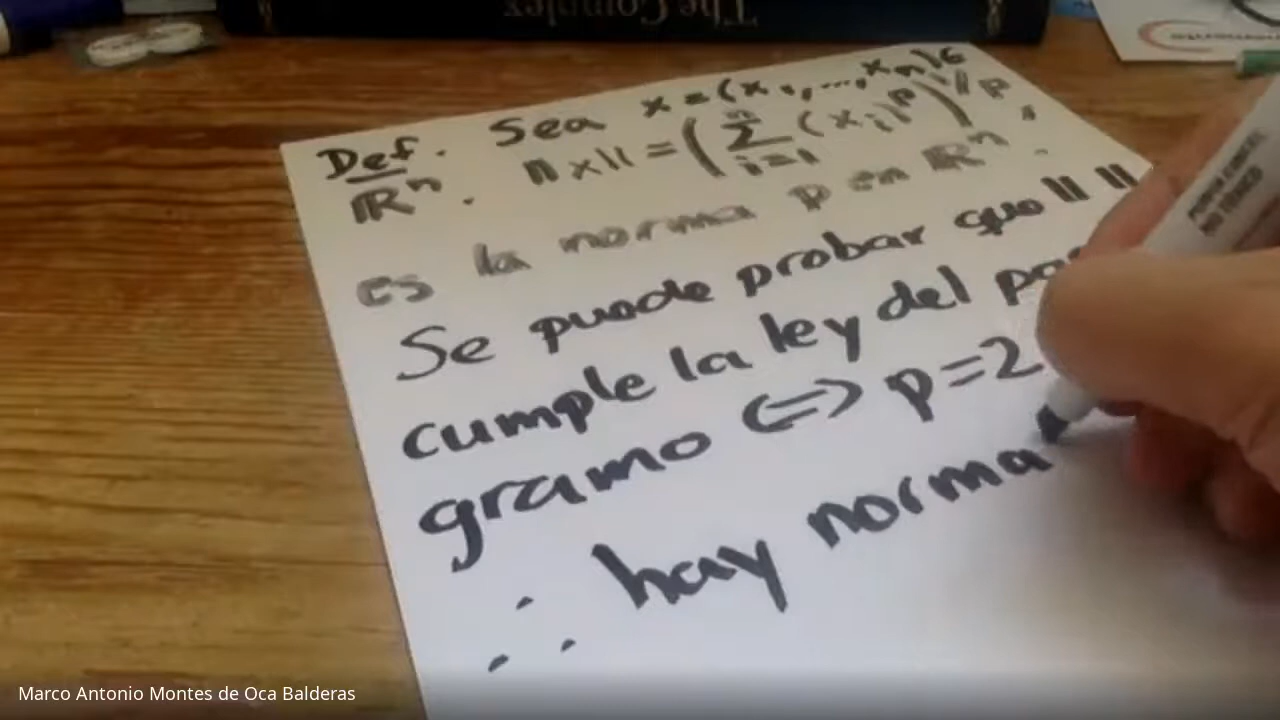 The Complex
Def. Sea x = (x₁, ..., xₙ) ∈
ℝⁿ. ||x|| = (∑ᵢ₌₁ⁿ (xᵢ)ᵖ)^1/p,
es la norma p en ℝⁿ.
Se puede probar que || ||
cumple la ley del
gramo ⟺ p=2
∴ hay norma
Marco Antonio Montes de Oca Balderas